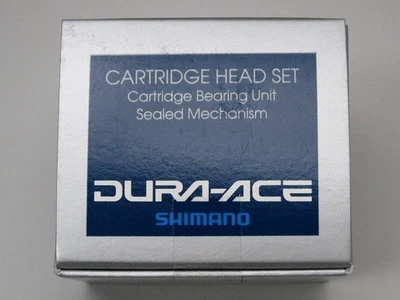 CARTRIDGE HEAD SET
Cartridge Bearing Unit
Sealed Mechanism
DURA-ACE
SHIMANO